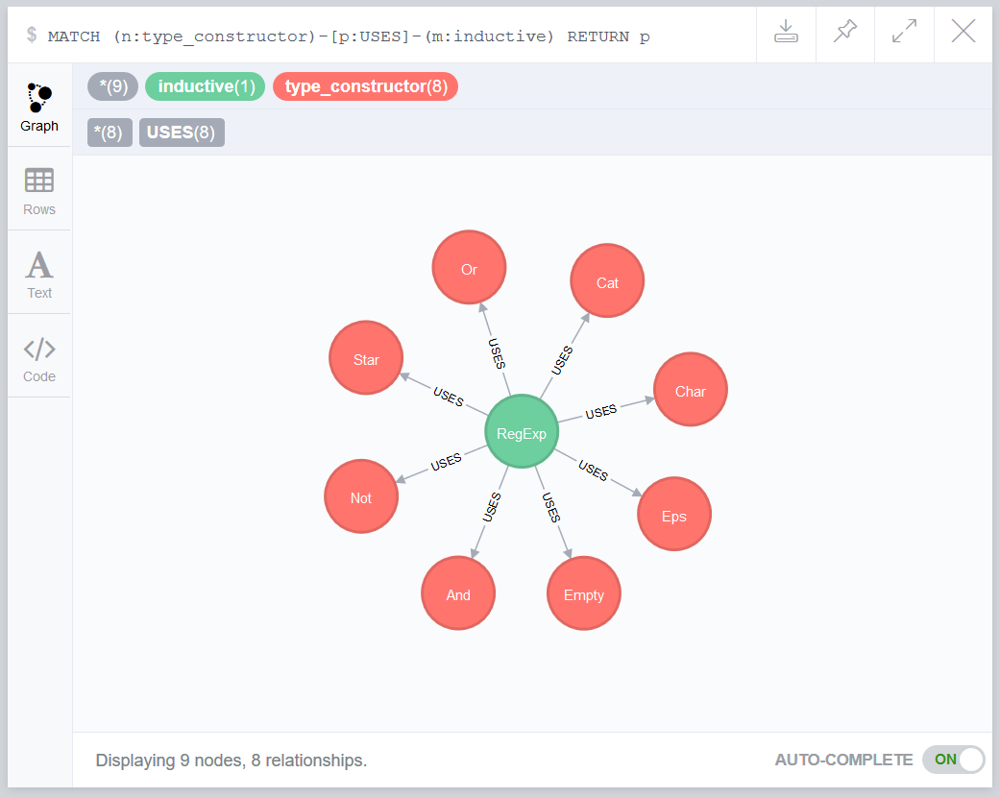 $ MATCH (n:type_constructor)-[p:USES]-(m:inductive) RETURN p
Graph
Rows
Text
Code
*(9) inductive(1) type_constructor(8)
*(8) USES(8)
Or
Cat
Star
Char
RegExp
Not
Eps
And
Empty
USES
USES
USES
USES
USES
USES
USES
USES
Displaying 9 nodes, 8 relationships.
AUTO-COMPLETE ON